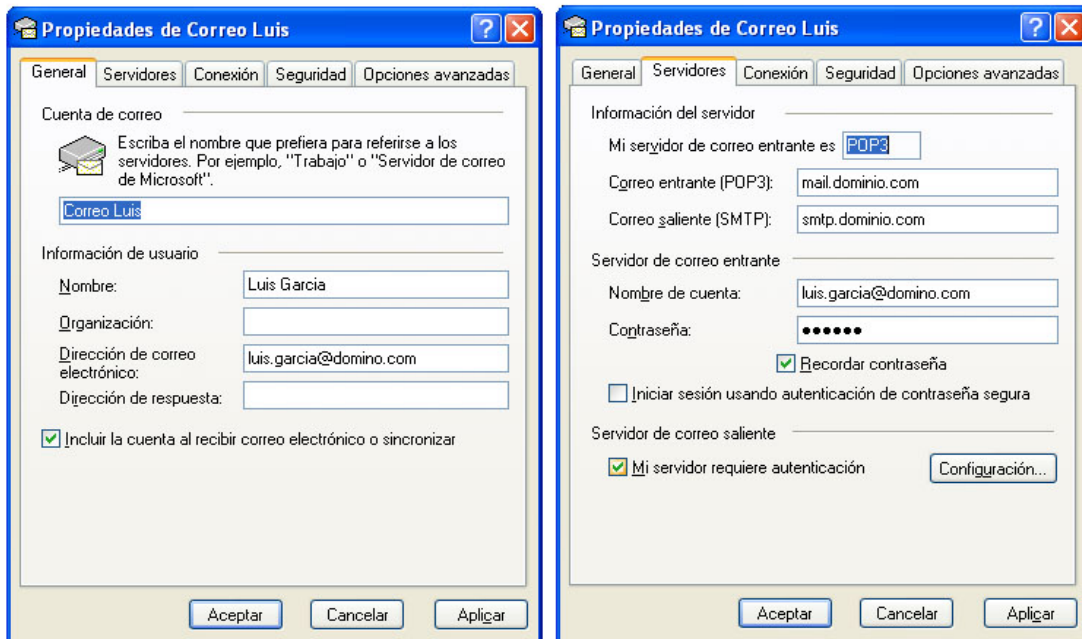 Propiedades de Correo Luis
General
Servidores
Conexión
Seguridad
Opciones avanzadas
Cuenta de correo
Escriba el nombre que prefiera para referirse a los
servidores. Por ejemplo, "Trabajo" o "Servidor de correo
de Microsoft".
Correo Luis
Información de usuario
Nombre: Luis Garcia
Organización:
Dirección de correo
electrónico: luis.garcia@domino.com
Dirección de respuesta:
Incluir la cuenta al recibir correo electrónico o sincronizar
Aceptar
Cancelar
Aplicar
Propiedades de Correo Luis
General
Servidores
Conexión
Seguridad
Opciones avanzadas
Información del servidor
Mi servidor de correo entrante es POP3
Correo entrante (POP3): mail.dominio.com
Correo saliente (SMTP): smtp.dominio.com
Servidor de correo entrante
Nombre de cuenta: luis.garcia@domino.com
Contraseña: ●●●●●●
Recordar contraseña
Iniciar sesión usando autenticación de contraseña segura
Servidor de correo saliente
Mi servidor requiere autenticación
Configuración...
Aceptar
Cancelar
Aplicar